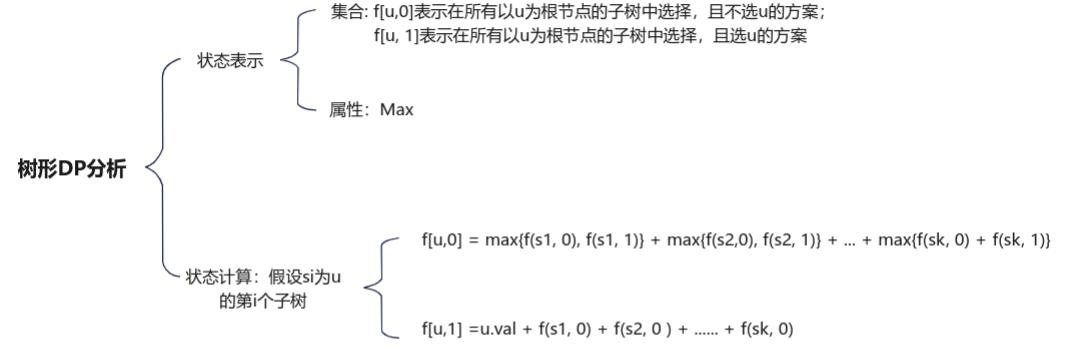 集合: f[u,0]表示在所有以u为根节点的子树中选择，且不选u的方案；
f[u, 1]表示在所有以u为根节点的子树中选择，且选u的方案
状态表示
属性：Max
树形DP分析
f[u,0] = max{f(s1, 0), f(s1, 1)} + max{f(s2,0), f(s2, 1)} + ... + max{f(sk, 0) + f(sk, 1)}
状态计算：假设si为u
的第i个子树
f[u,1] =u.val + f(s1, 0) + f(s2, 0 ) + ...... + f(sk, 0)